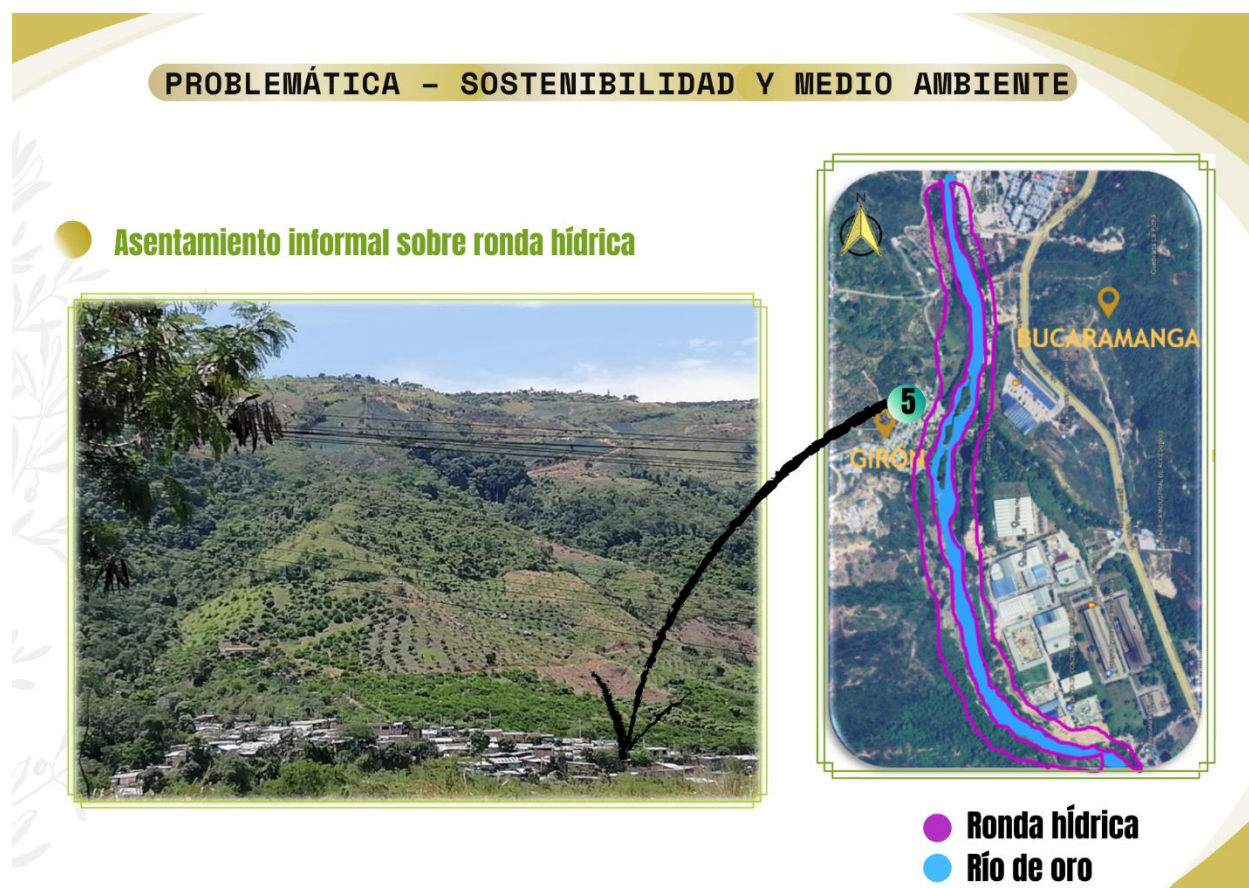 PROBLEMÁTICA – SOSTENIBILIDAD Y MEDIO AMBIENTE
Asentamiento informal sobre ronda hídrica
N
BUCARAMANGA
5
GIRÓN
Ronda hídrica
Río de oro